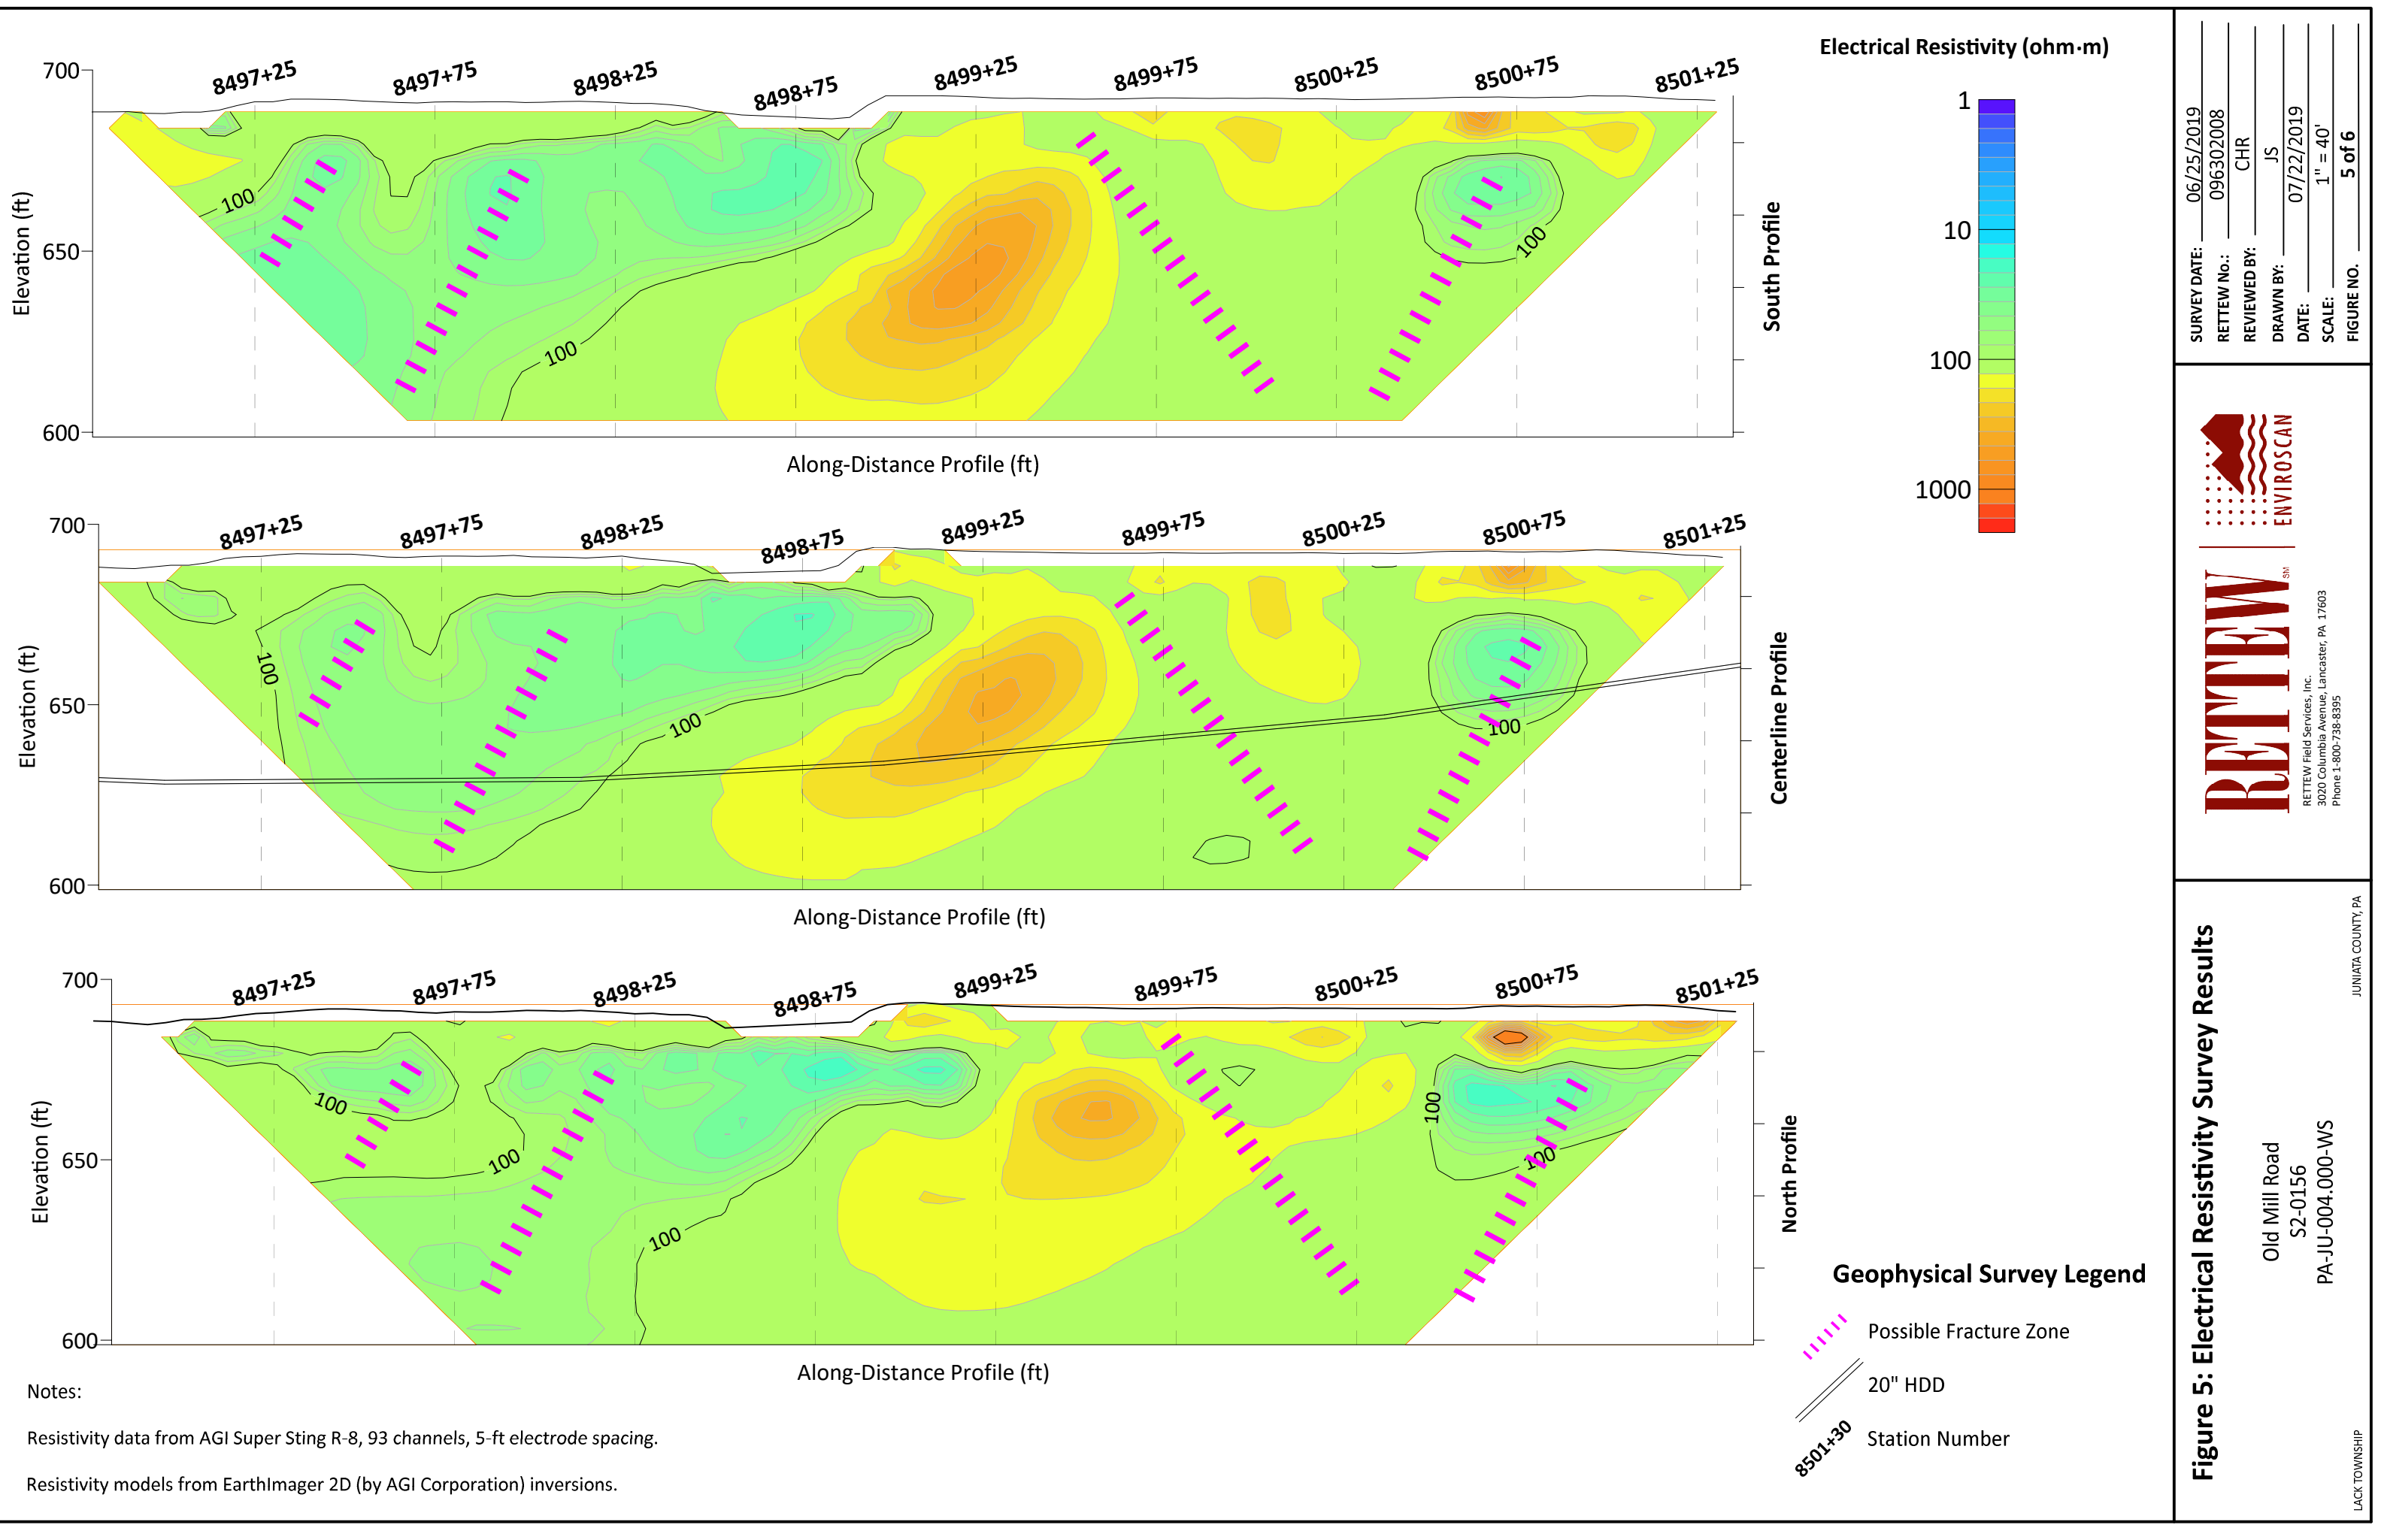 Electrical Resistivity (ohm·m)
1
10
100
1000
8497+25
8497+75
8498+25
8498+75
8499+25
8499+75
8500+25
8500+75
8501+25
700
650
600
Elevation (ft)
100
100
100
South Profile
Along-Distance Profile (ft)
8497+25
8497+75
8498+25
8498+75
8499+25
8499+75
8500+25
8500+75
8501+25
700
650
600
Elevation (ft)
100
100
100
Centerline Profile
Along-Distance Profile (ft)
8497+25
8497+75
8498+25
8498+75
8499+25
8499+75
8500+25
8500+75
8501+25
700
650
600
Elevation (ft)
100
100
100
100
100
North Profile
Along-Distance Profile (ft)
Notes:
Resistivity data from AGI Super Sting R-8, 93 channels, 5-ft electrode spacing.
Resistivity models from EarthImager 2D (by AGI Corporation) inversions.
Geophysical Survey Legend
Possible Fracture Zone
20" HDD
8501+30 Station Number
SURVEY DATE: 06/25/2019
RETTEW No.: 096302008
REVIEWED BY: CHR
DRAWN BY: JS
DATE: 07/22/2019
SCALE: 1" = 40'
FIGURE NO. 5 of 6
RETTEW SM
ENVIROSCAN
RETTEW Field Services, Inc.
3020 Columbia Avenue, Lancaster, PA 17603
Phone 1-800-738-8395
Figure 5: Electrical Resistivity Survey Results
Old Mill Road
S2-0156
PA-JU-004.000-WS
LACK TOWNSHIP
JUNIATA COUNTY, PA